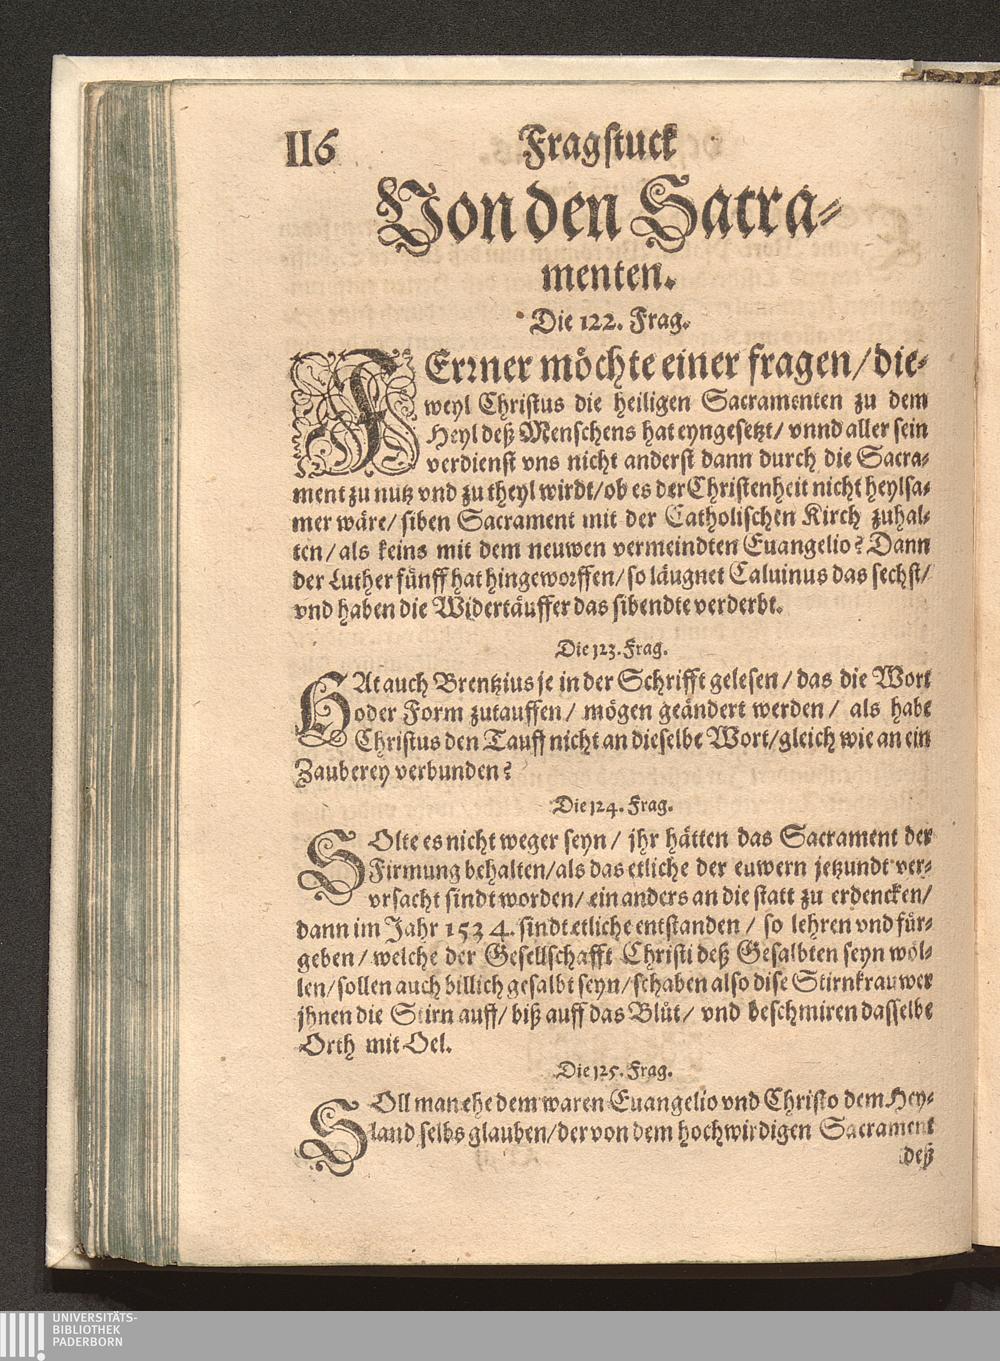 116 Fragstuck
Von den Sacra-
menten.
Die 122. Frag.
FErꝛner möchte einer fragen/ die-
weyl Christus die heiligen Sacramenten zu dem
Heyl deß Menschens hat eyngesetzt/ vnnd aller sein
verdienst vns nicht anderst dann durch die Sacra-
ment zu nutz vnd zu theyl wirdt/ ob es der Christenheit nicht heylsa-
mer wäre/ siben Sacrament mit der Catholischen Kirch zuhal-
ten/ als keins mit dem neuwen vermeindten Euangelio? Dann
der Luther fünff hat hingeworffen/ so läugnet Caluinus das sechst/
vnd haben die Widertäuffer das sibendte verderbt.
Die 123. Frag.
HAt auch Brentzius je in der Schrifft gelesen/ das die Wort
oder Form zutauffen/ mögen geändert werden/ als habe
Christus den Tauff nicht an dieselbe Wort/ gleich wie an ein
Zauberey verbunden?
Die 124. Frag.
SOlte es nicht weger seyn/ jhr hätten das Sacrament der
Firmung behalten/ als das etliche der euwern jetzundt ver-
vrsacht sindt worden/ ein anders an die statt zu erdencken/
dann im Jahr 1534. sindt etliche entstanden/ so lehren vnd für-
geben/ welche der Gesellschafft Christi deß Gesalbten seyn wöl-
len/ sollen auch billich gesalbt seyn/ schaben also dise Stirnkrauwer
jhnen die Stirn auff/ biß auff das Blůt/ vnd beschmiren dasselbe
Orth mit Oel.
Die 125. Frag.
SOll man ehe dem waren Euangelio vnd Christo dem Hey-
land selbs glauben/ der von dem hochwirdigen Sacrament
deß
UNIVERSITÄTS-
BIBLIOTHEK
PADERBORN